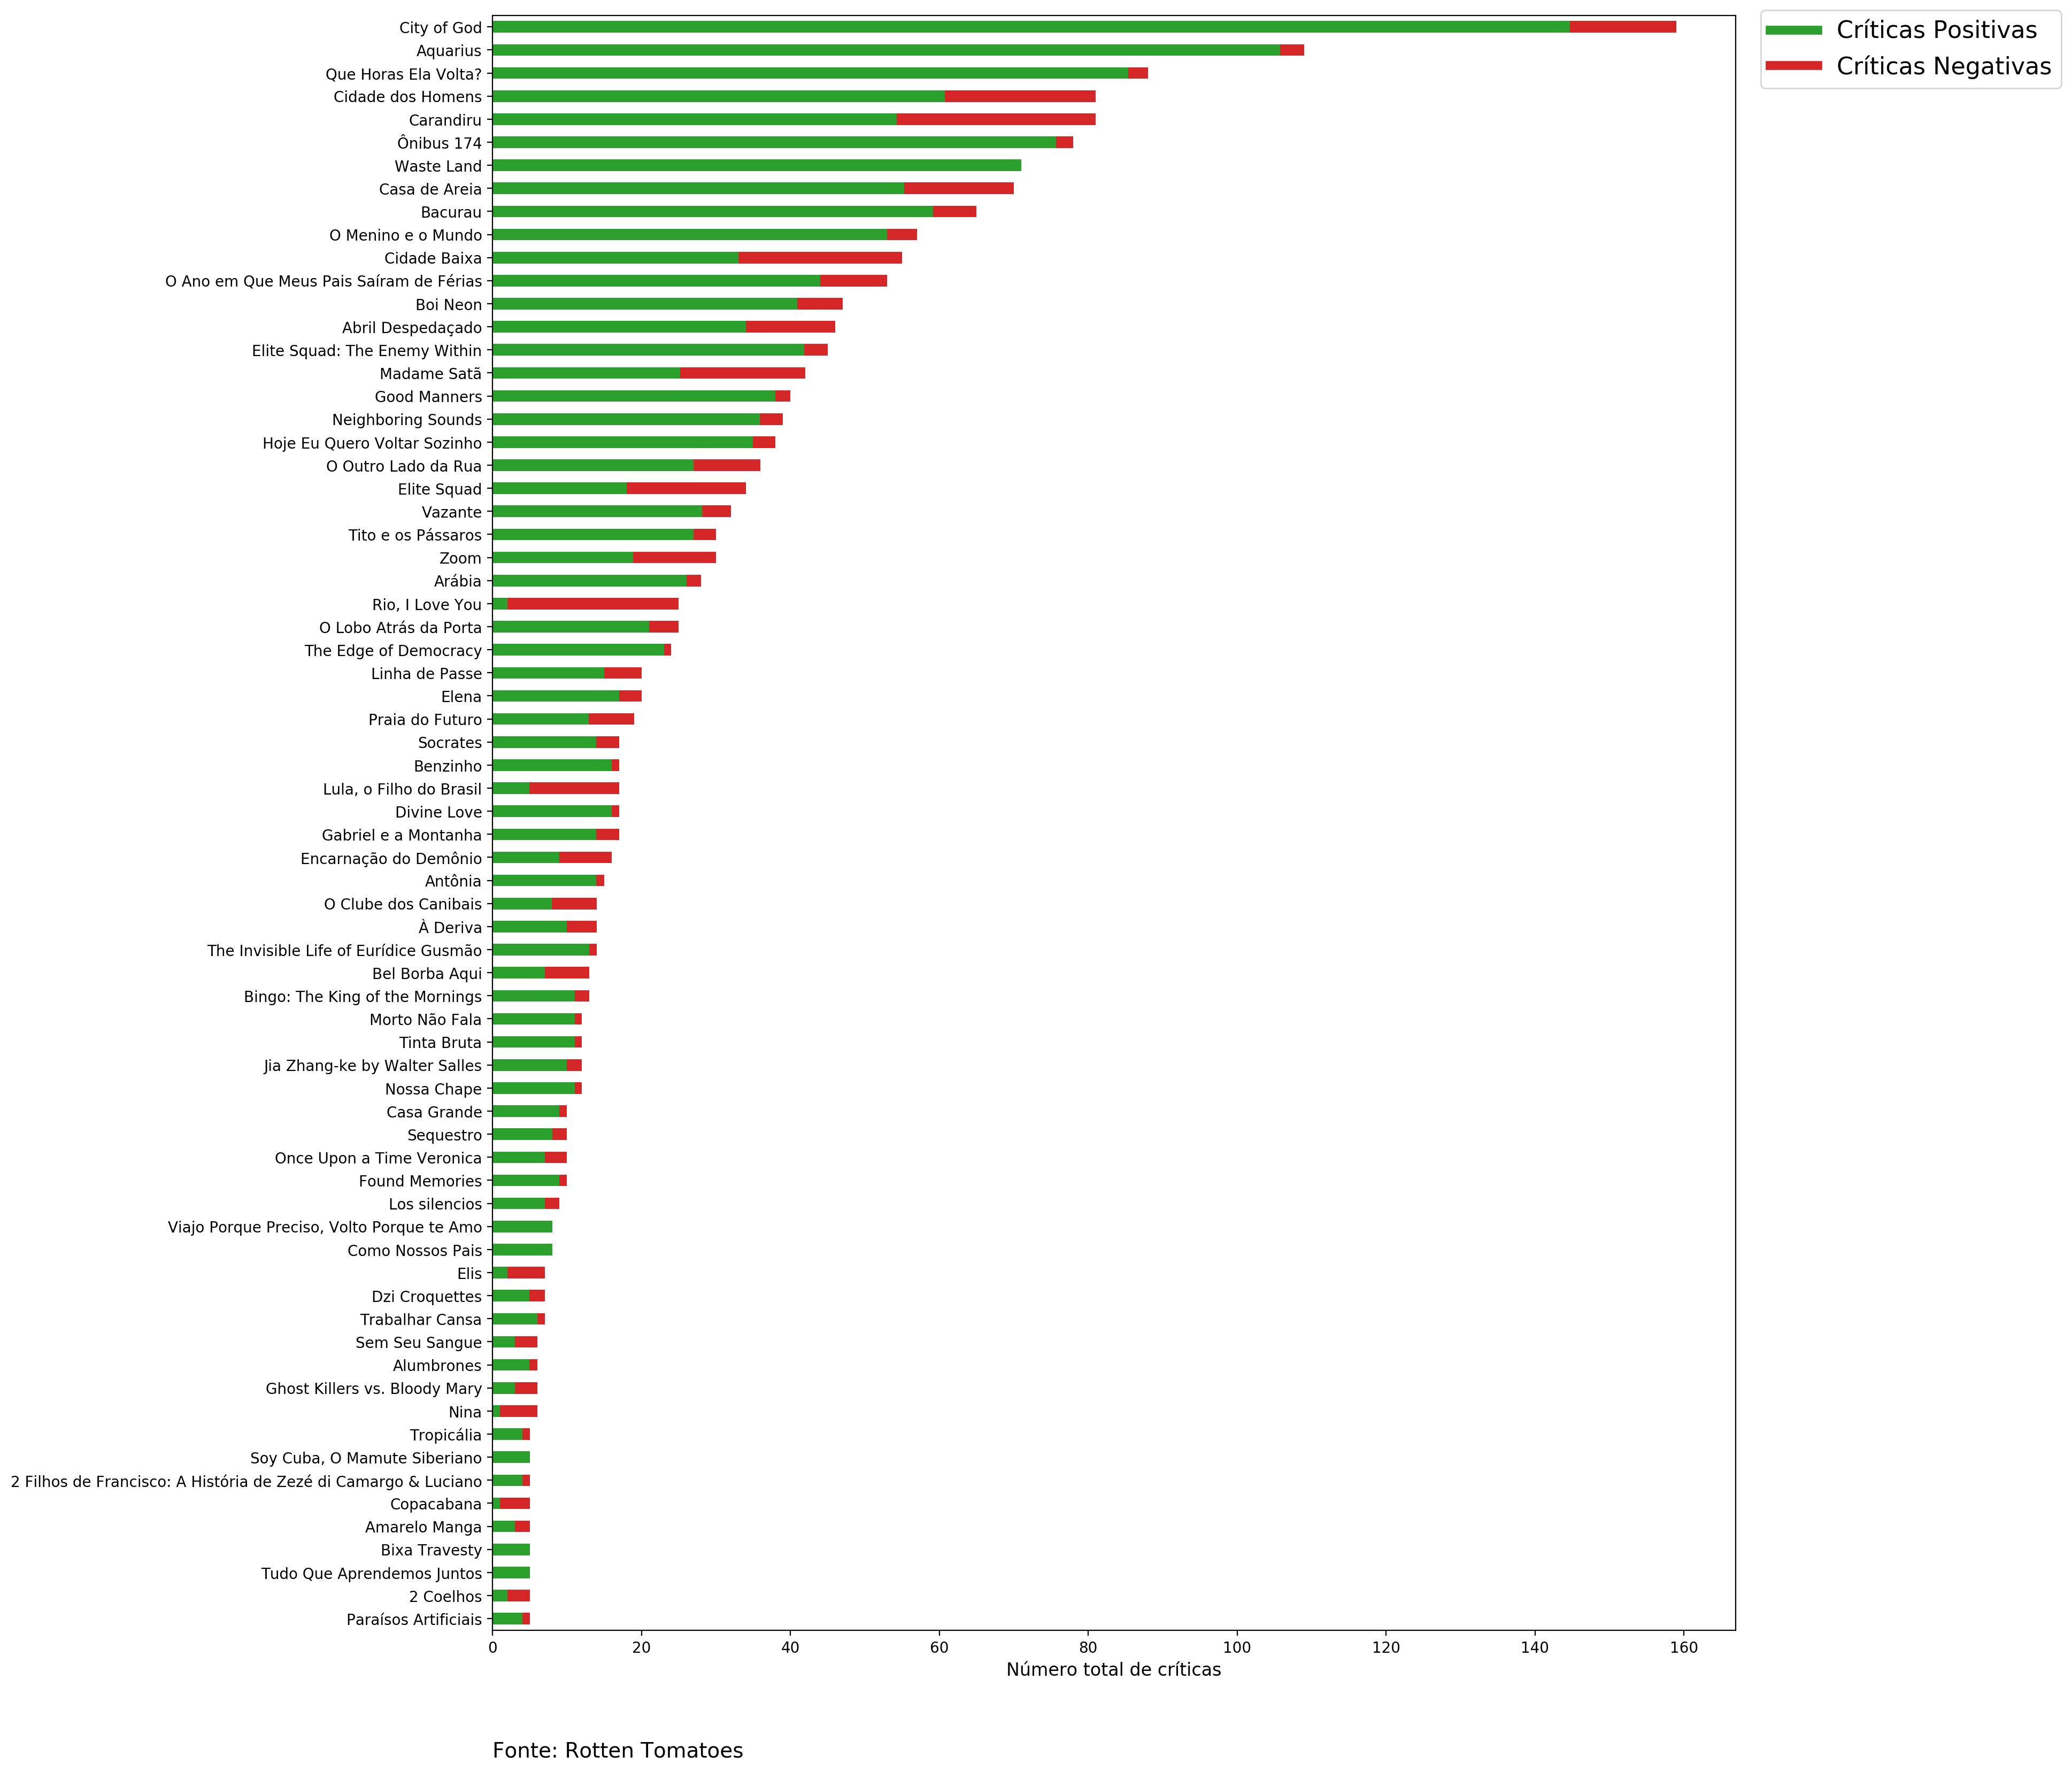 City of God
Aquarius
Que Horas Ela Volta?
Cidade dos Homens
Carandiru
Ônibus 174
Waste Land
Casa de Areia
Bacurau
O Menino e o Mundo
Cidade Baixa
O Ano em Que Meus Pais Saíram de Férias
Boi Neon
Abril Despedaçado
Elite Squad: The Enemy Within
Madame Satã
Good Manners
Neighboring Sounds
Hoje Eu Quero Voltar Sozinho
O Outro Lado da Rua
Elite Squad
Vazante
Tito e os Pássaros
Zoom
Arábia
Rio, I Love You
O Lobo Atrás da Porta
The Edge of Democracy
Linha de Passe
Elena
Praia do Futuro
Socrates
Benzinho
Lula, o Filho do Brasil
Divine Love
Gabriel e a Montanha
Encarnação do Demônio
Antônia
O Clube dos Canibais
À Deriva
The Invisible Life of Eurídice Gusmão
Bel Borba Aqui
Bingo: The King of the Mornings
Morto Não Fala
Tinta Bruta
Jia Zhang-ke by Walter Salles
Nossa Chape
Casa Grande
Sequestro
Once Upon a Time Veronica
Found Memories
Los silencios
Viajo Porque Preciso, Volto Porque te Amo
Como Nossos Pais
Elis
Dzi Croquettes
Trabalhar Cansa
Sem Seu Sangue
Alumbrones
Ghost Killers vs. Bloody Mary
Nina
Tropicália
Soy Cuba, O Mamute Siberiano
2 Filhos de Francisco: A História de Zezé di Camargo & Luciano
Copacabana
Amarelo Manga
Bixa Travesty
Tudo Que Aprendemos Juntos
2 Coelhos
Paraísos Artificiais
0 20 40 60 80 100 120 140 160
Número total de críticas
Críticas Positivas
Críticas Negativas
Fonte: Rotten Tomatoes